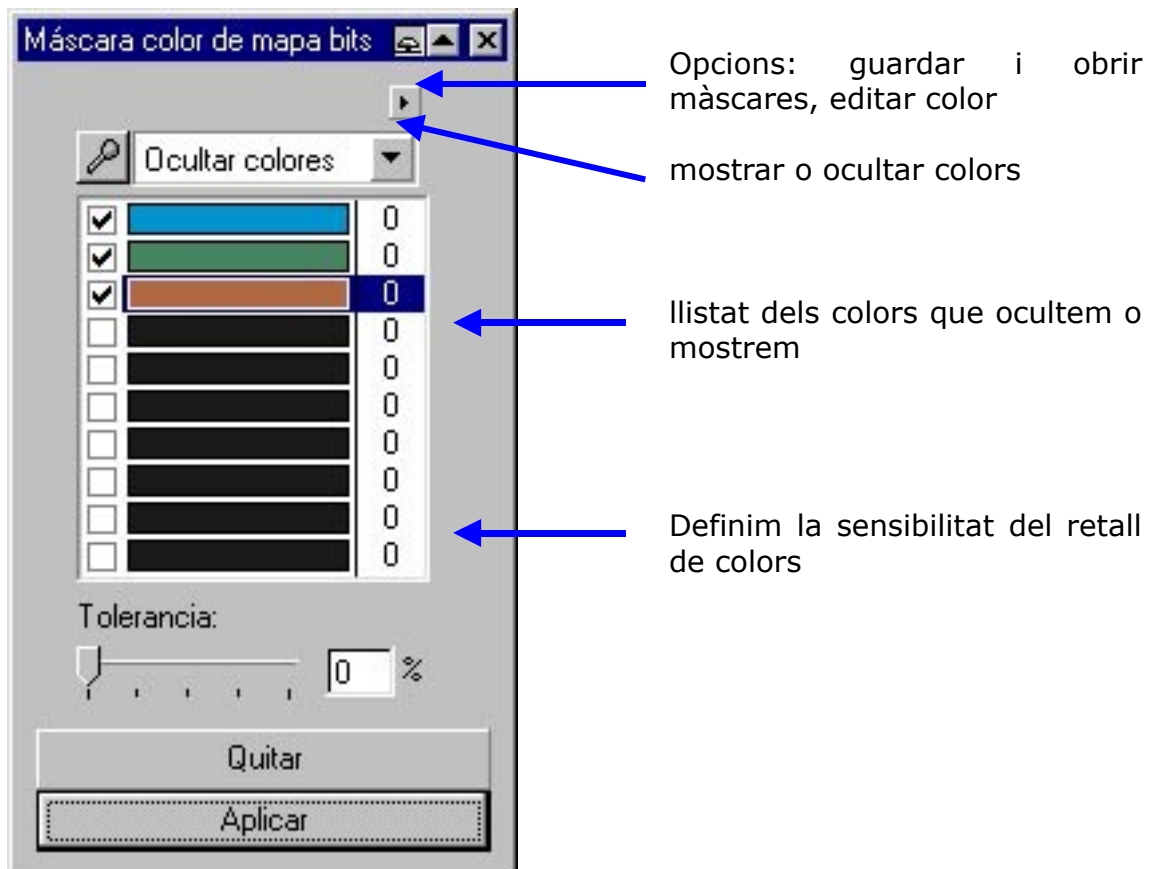 Máscara color de mapa bits
Ocultar colores
0
0
0
0
0
0
0
0
0
0
Tolerancia:
0 %
Quitar
Aplicar
Opcions: guardar i obrir
màscares, editar color
mostrar o ocultar colors
llistat dels colors que ocultem o
mostrem
Definim la sensibilitat del retall
de colors